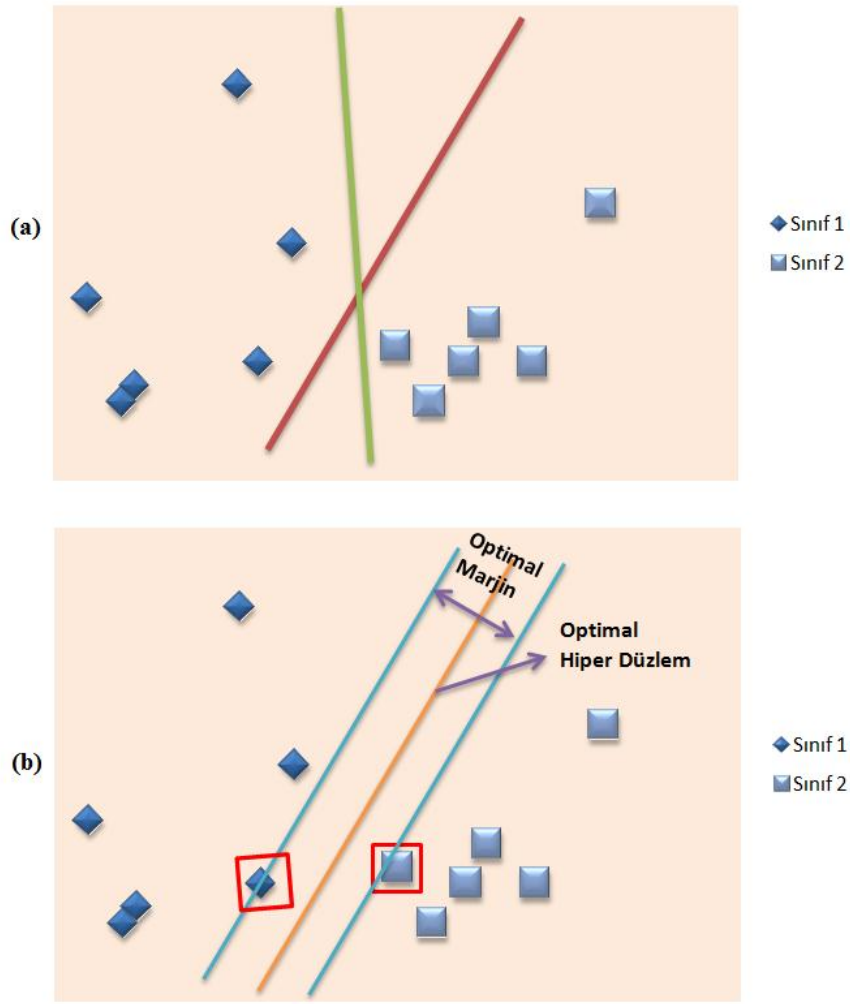 (a)
Sınıf 1
Sınıf 2
Optimal
Marjin
Optimal
Hiper Düzlem
(b)
Sınıf 1
Sınıf 2